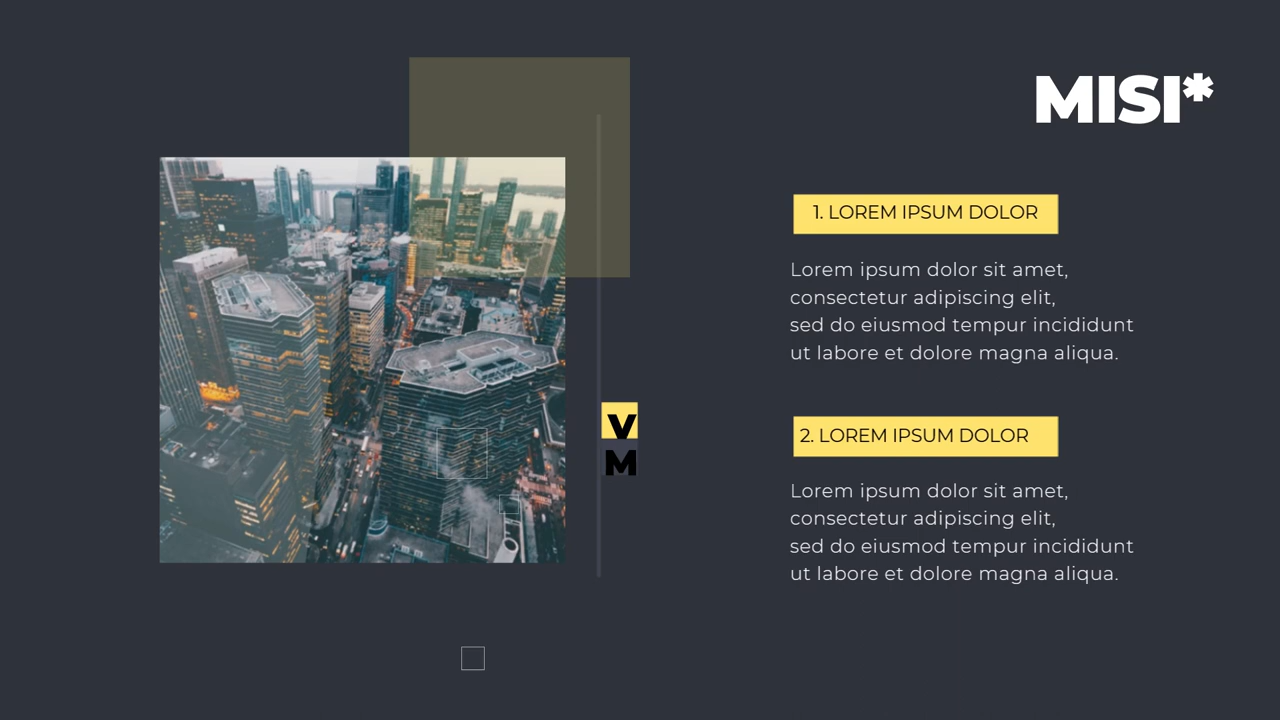 MISI*
1. LOREM IPSUM DOLOR
Lorem ipsum dolor sit amet,
consectetur adipiscing elit,
sed do eiusmod tempur incididunt
ut labore et dolore magna aliqua.
V
M
2. LOREM IPSUM DOLOR
Lorem ipsum dolor sit amet,
consectetur adipiscing elit,
sed do eiusmod tempur incididunt
ut labore et dolore magna aliqua.